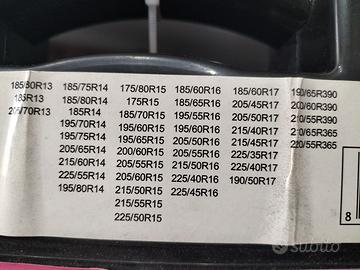 185/80R13 185/75R14 175/80R15 185/60R16 185/60R17 190/65R390
185R13 185/80R14 175R15 185/65R16 205/45R17 200/60R390
205/70R13 185R14 185/70R15 195/55R16 205/50R17 210/55R390
195/70R14 195/60R15 195/60R16 215/40R17 210/65R365
195/75R14 195/65R15 205/50R16 215/45R17 220/55R365
205/65R14 200/60R15 205/55R16 225/35R17
215/60R14 205/55R15 215/50R16 225/40R17
225/55R14 205/60R15 225/40R16 190/50R17
195/80R14 215/50R15 225/45R16
215/55R15
225/50R15
8
subito